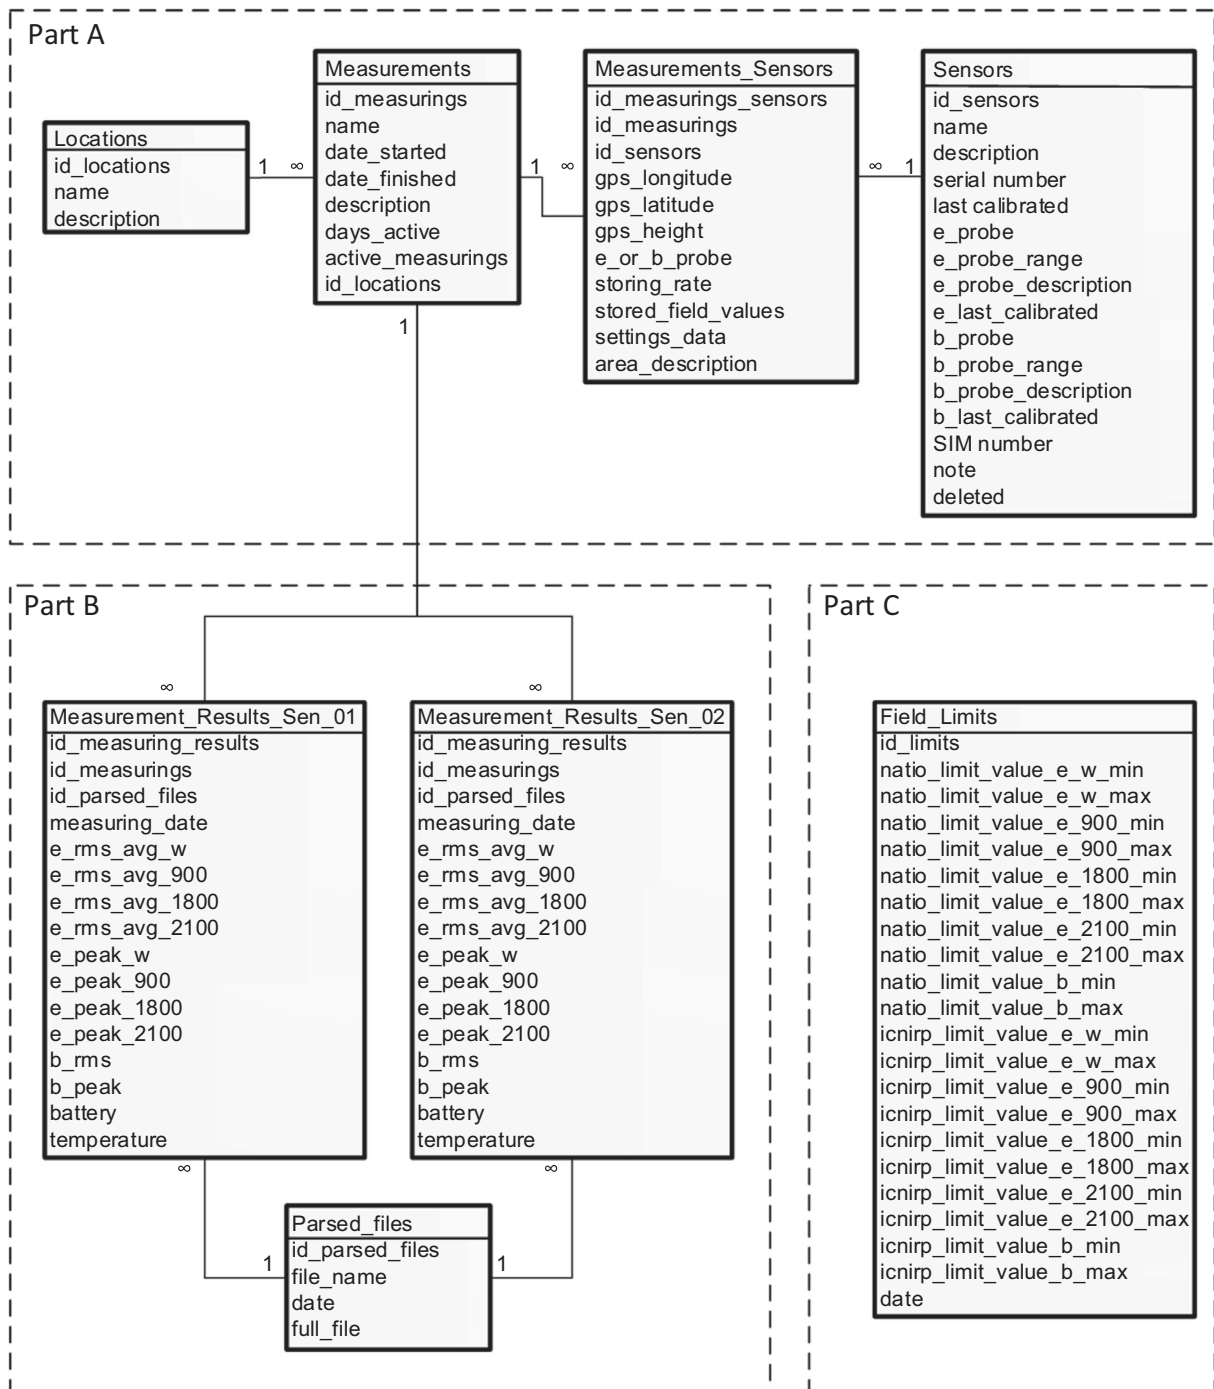 Part A
Locations
id_locations
name
description
1 ∞
Measurements
id_measurings
name
date_started
date_finished
description
days_active
active_measurings
id_locations
1 ∞
1
Measurements_Sensors
id_measurings_sensors
id_measurings
id_sensors
gps_longitude
gps_latitude
gps_height
e_or_b_probe
storing_rate
stored_field_values
settings_data
area_description
∞ 1
Sensors
id_sensors
name
description
serial number
last calibrated
e_probe
e_probe_range
e_probe_description
e_last_calibrated
b_probe
b_probe_range
b_probe_description
b_last_calibrated
SIM number
note
deleted
Part B
∞
Measurement_Results_Sen_01
id_measuring_results
id_measurings
id_parsed_files
measuring_date
e_rms_avg_w
e_rms_avg_900
e_rms_avg_1800
e_rms_avg_2100
e_peak_w
e_peak_900
e_peak_1800
e_peak_2100
b_rms
b_peak
battery
temperature
∞
∞
Measurement_Results_Sen_02
id_measuring_results
id_measurings
id_parsed_files
measuring_date
e_rms_avg_w
e_rms_avg_900
e_rms_avg_1800
e_rms_avg_2100
e_peak_w
e_peak_900
e_peak_1800
e_peak_2100
b_rms
b_peak
battery
temperature
∞
1
Parsed_files
id_parsed_files
file_name
date
full_file
1
Part C
Field_Limits
id_limits
natio_limit_value_e_w_min
natio_limit_value_e_w_max
natio_limit_value_e_900_min
natio_limit_value_e_900_max
natio_limit_value_e_1800_min
natio_limit_value_e_1800_max
natio_limit_value_e_2100_min
natio_limit_value_e_2100_max
natio_limit_value_b_min
natio_limit_value_b_max
icnirp_limit_value_e_w_min
icnirp_limit_value_e_w_max
icnirp_limit_value_e_900_min
icnirp_limit_value_e_900_max
icnirp_limit_value_e_1800_min
icnirp_limit_value_e_1800_max
icnirp_limit_value_e_2100_min
icnirp_limit_value_e_2100_max
icnirp_limit_value_b_min
icnirp_limit_value_b_max
date